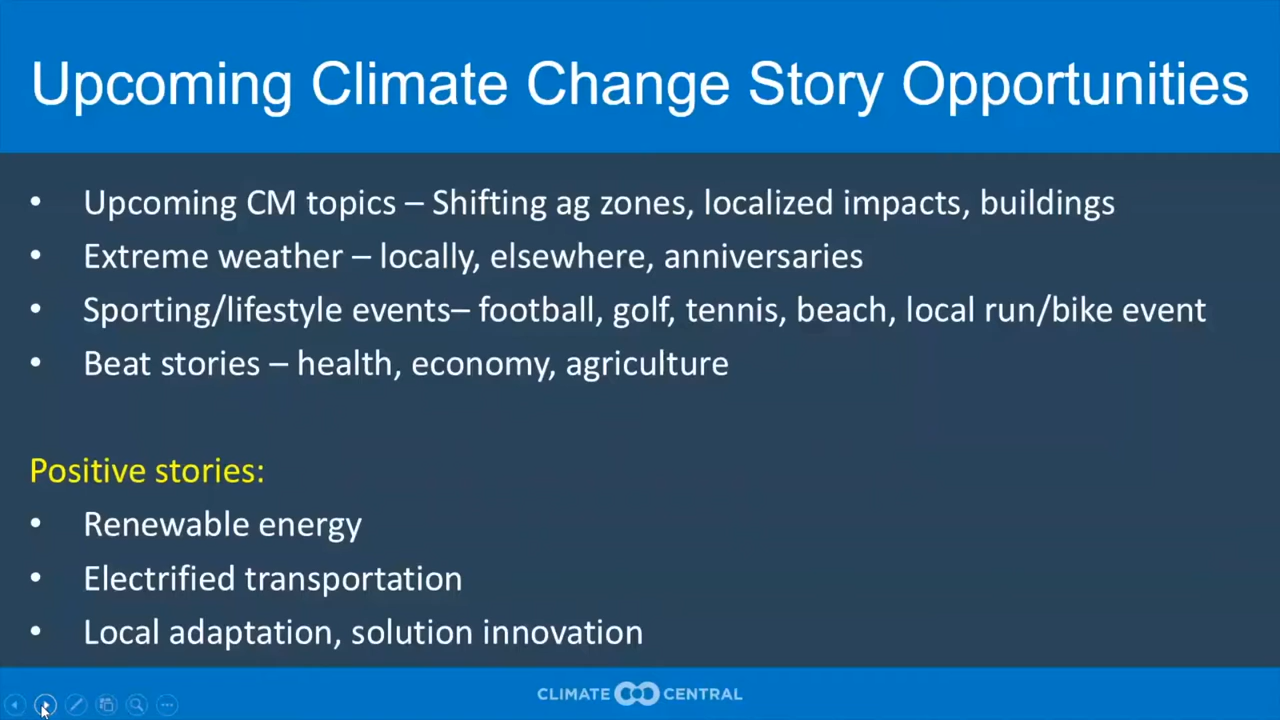 Upcoming Climate Change Story Opportunities
• Upcoming CM topics – Shifting ag zones, localized impacts, buildings
• Extreme weather – locally, elsewhere, anniversaries
• Sporting/lifestyle events– football, golf, tennis, beach, local run/bike event
• Beat stories – health, economy, agriculture
Positive stories:
• Renewable energy
• Electrified transportation
• Local adaptation, solution innovation
CLIMATE CENTRAL